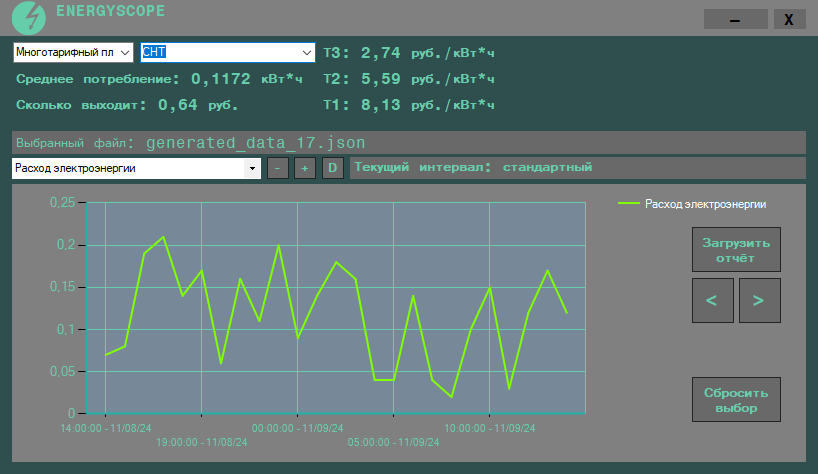 ENERGYSCOPE
– X
Многотарифный пл СНТ T3: 2,74 руб./кВт*ч
Среднее потребление: 0,1172 кВт*ч T2: 5,59 руб./кВт*ч
Сколько выходит: 0,64 руб. T1: 8,13 руб./кВт*ч
Выбранный файл: generated_data_17.json
Расход электроэнергии - + D Текущий интервал: стандартный
0,25
0,2
0,15
0,1
0,05
0
14:00:00 - 11/08/24 00:00:00 - 11/09/24 10:00:00 - 11/09/24
19:00:00 - 11/08/24 05:00:00 - 11/09/24
Расход электроэнергии
Загрузить
отчёт
< >
Сбросить
выбор